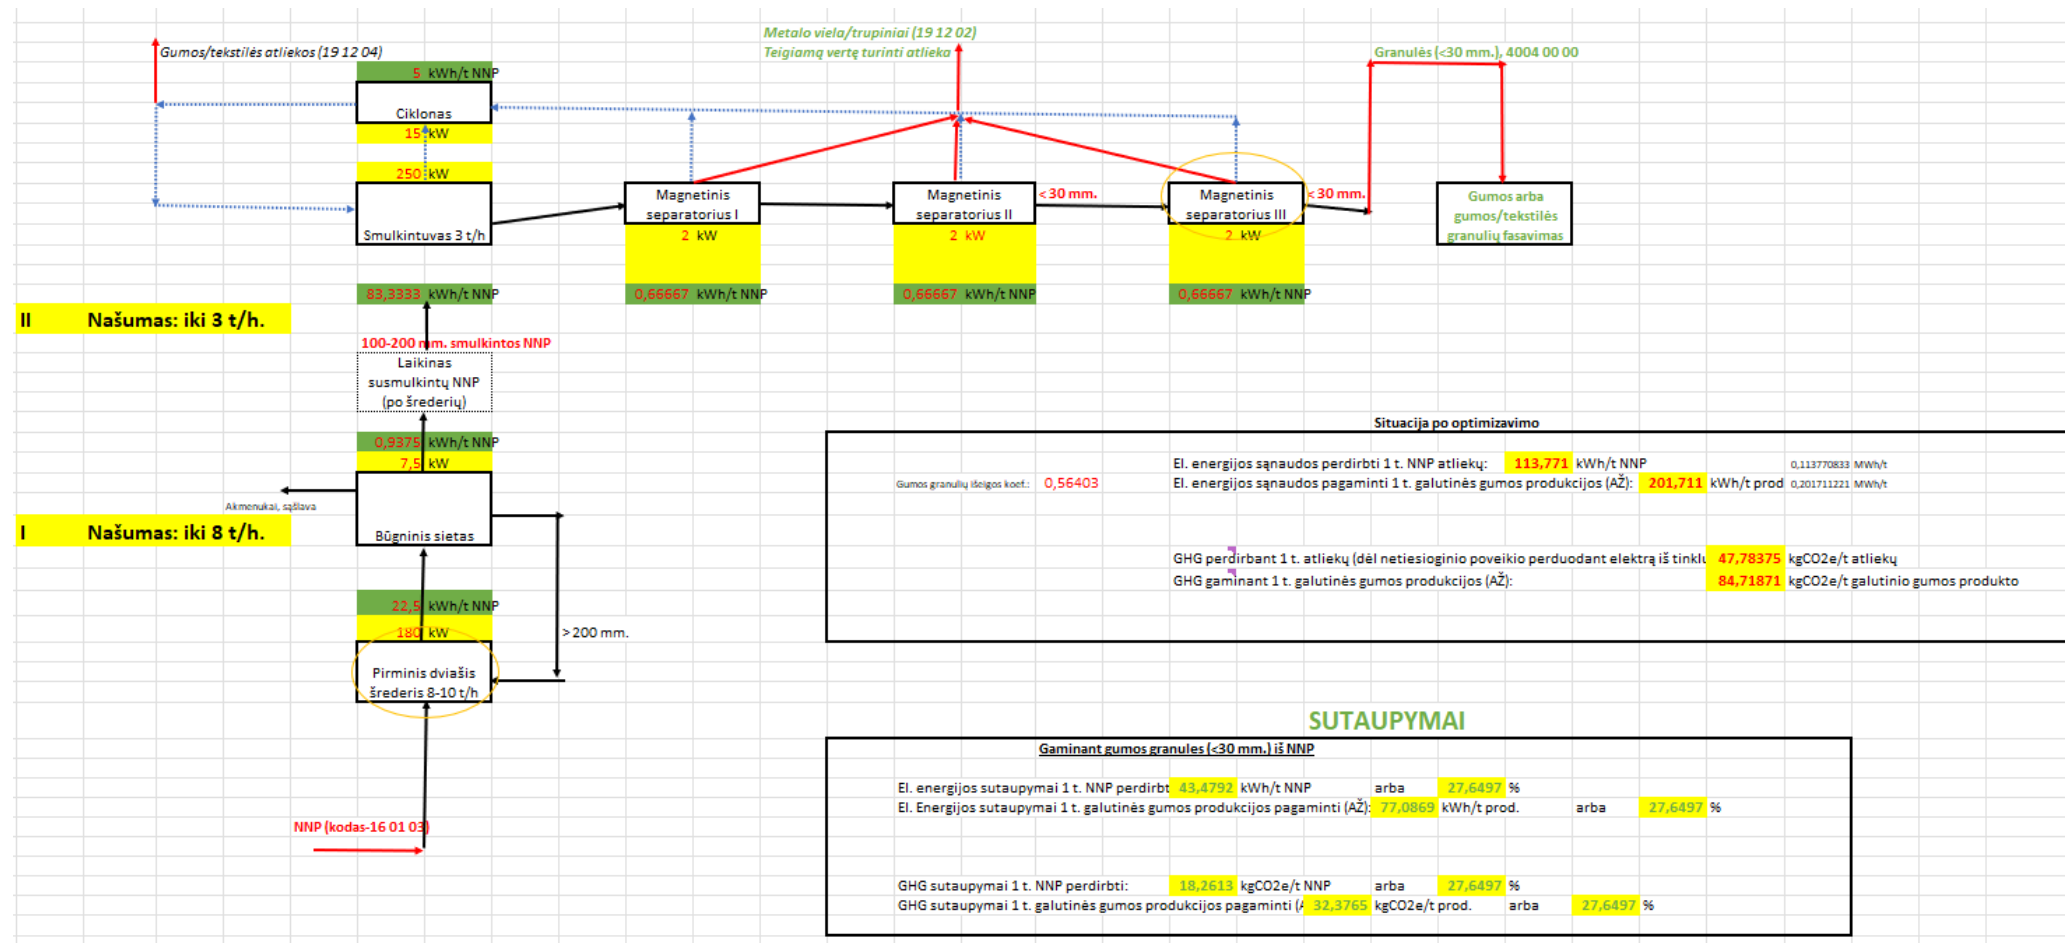 Metalo viela/trupiniai (19 12 02)
Gumos/tekstilės atliekos (19 12 04)
Teigiamą vertę turinti atlieka
Granulės (<30 mm.), 4004 00 00
5 kWh/t NNP
Ciklonas
15 kW
250 kW
Smulkintuvas 3 t/h
Magnetinis
separatorius I
2 kW
Magnetinis
separatorius II
2 kW
< 30 mm.
Magnetinis
separatorius III
2 kW
< 30 mm.
Gumos arba
gumos/tekstilės
granulių fasavimas
83,3333 kWh/t NNP
0,66667 kWh/t NNP
0,66667 kWh/t NNP
0,66667 kWh/t NNP
II Našumas: iki 3 t/h.
100-200 mm. smulkintos NNP
Laikinas
susmulkintų NNP
(po šrederių)
0,9375 kWh/t NNP
7,5 kW
Akmenukai, sąšlava
I Našumas: iki 8 t/h.
Būgninis sietas
22,5 kWh/t NNP
180 kW
> 200 mm.
Pirminis dviašis
šrederis 8-10 t/h
NNP (kodas-16 01 03)
Situacija po optimizavimo
El. energijos sąnaudos perdirbti 1 t. NNP atliekų: 113,771 kWh/t NNP 0,113770833 MWh/t
Gumos granulių išeigos koef.: 0,56403
El. energijos sąnaudos pagaminti 1 t. galutinės gumos produkcijos (AŽ): 201,711 kWh/t prod 0,201711221 MWh/t
GHG perdirbant 1 t. atliekų (dėl netiesioginio poveikio perduodant elektrą iš tinklų 47,78375 kgCO2e/t atliekų
GHG gaminant 1 t. galutinės gumos produkcijos (AŽ): 84,71871 kgCO2e/t galutinio gumos produkto
SUTAUPYMAI
Gaminant gumos granules (<30 mm.) iš NNP
El. energijos sutaupymai 1 t. NNP perdirbt 43,4792 kWh/t NNP arba 27,6497 %
El. Energijos sutaupymai 1 t. galutinės gumos produkcijos pagaminti (AŽ): 77,0869 kWh/t prod. arba 27,6497 %
GHG sutaupymai 1 t. NNP perdirbti: 18,2613 kgCO2e/t NNP arba 27,6497 %
GHG sutaupymai 1 t. galutinės gumos produkcijos pagaminti (A 32,3765 kgCO2e/t prod. arba 27,6497 %